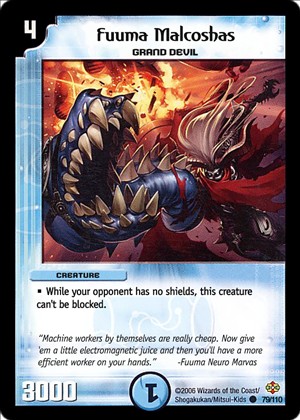 4
Fuuma Malcoshas
GRAND DEVIL
CREATURE
▪ While your opponent has no shields, this creature
can't be blocked.
"Machine workers by themselves are really cheap. Now give
'em a little electromagnetic juice and then you'll have a more
efficient worker on your hands." -Fuuma Neuro Marvas
3000
1
©2006 Wizards of the Coast/
Shogakukan/Mitsui-Kids
79/110